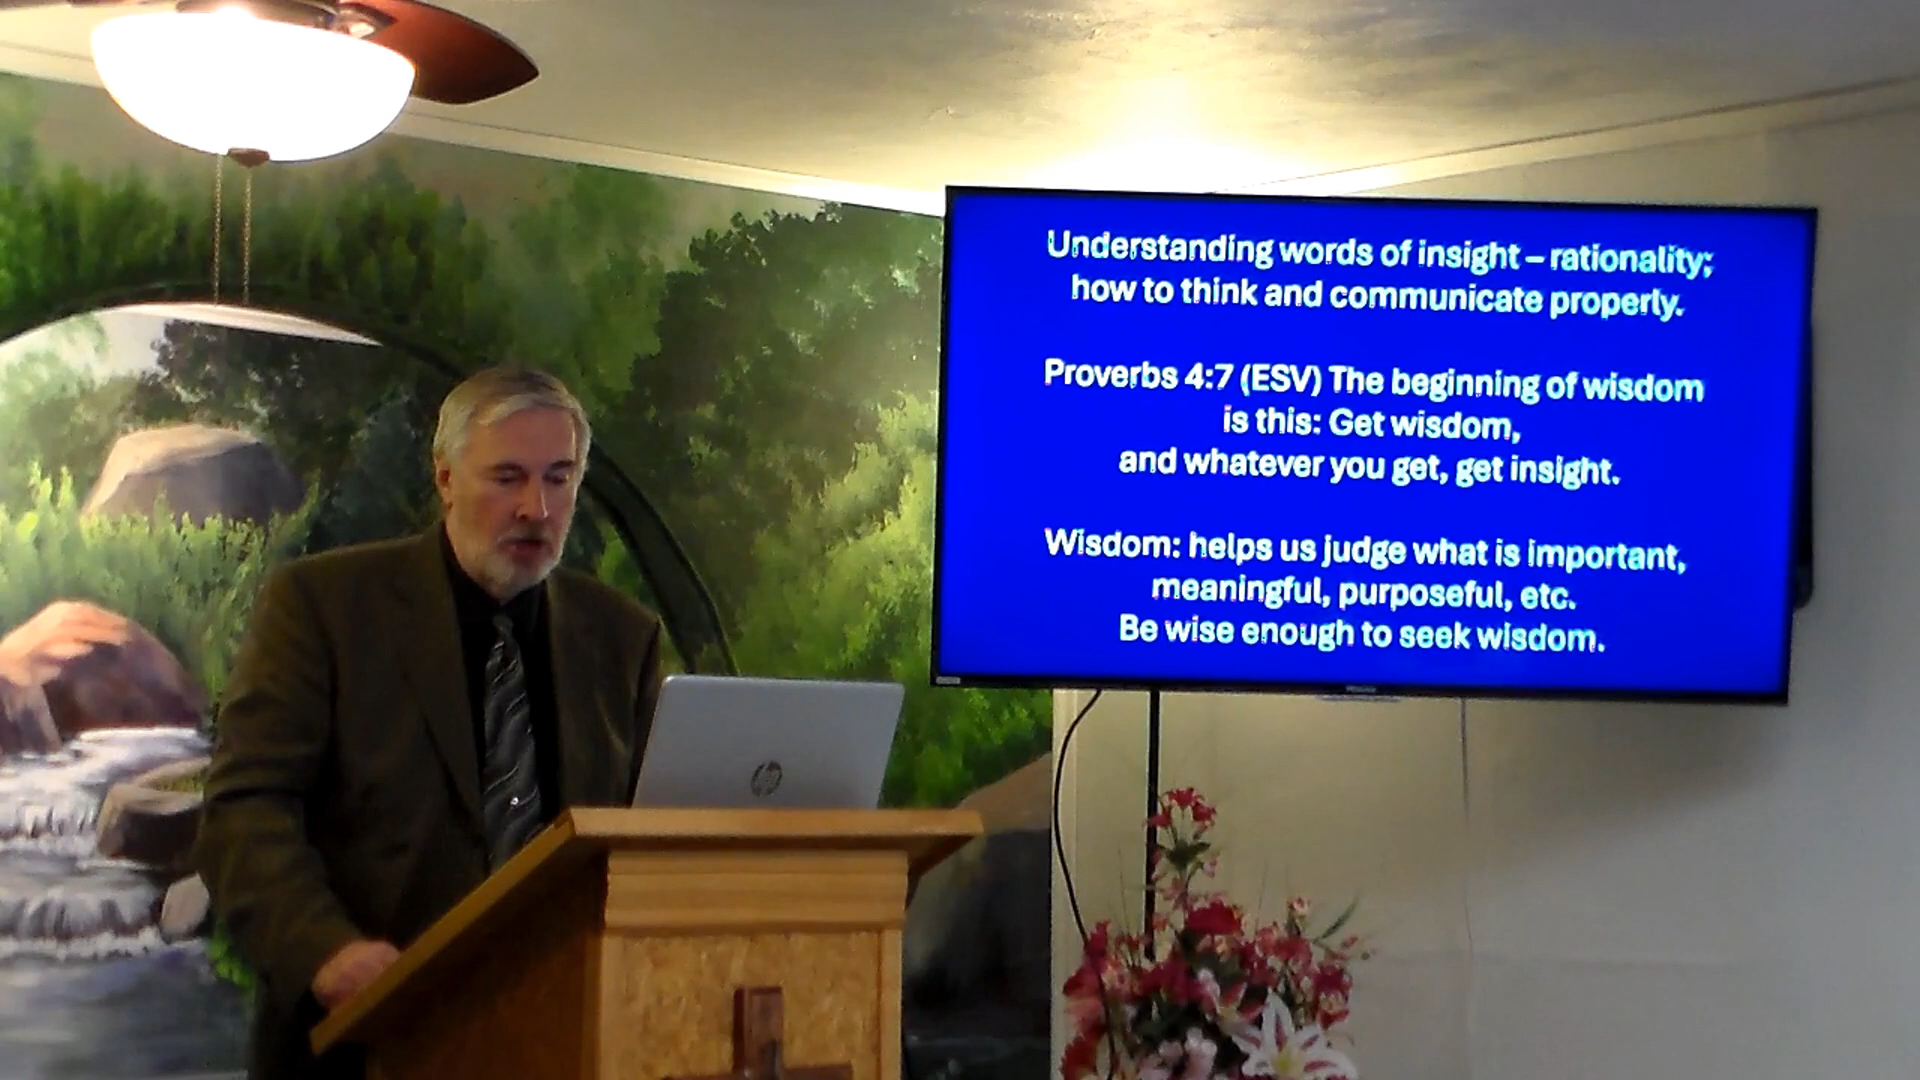 Understanding words of insight – rationality;
how to think and communicate properly.
Proverbs 4:7 (ESV) The beginning of wisdom
is this: Get wisdom,
and whatever you get, get insight.
Wisdom: helps us judge what is important,
meaningful, purposeful, etc.
Be wise enough to seek wisdom.
hp